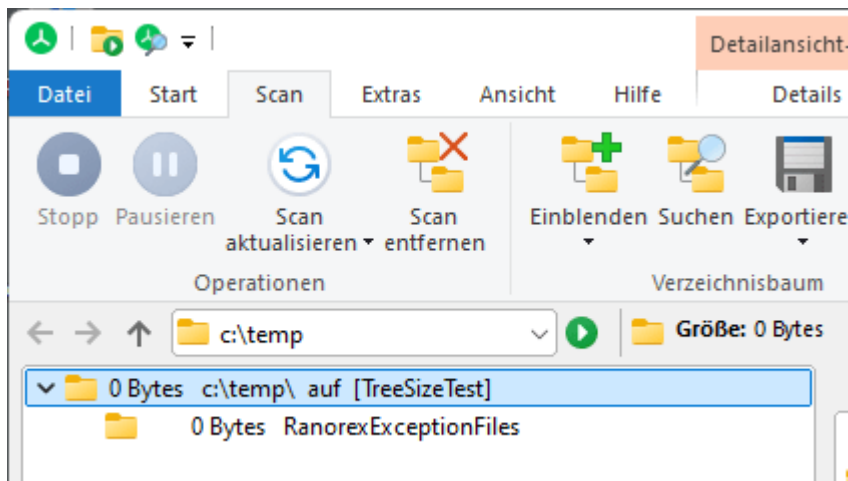 Detailansicht-
Datei Start Scan Extras Ansicht Hilfe Details
Stopp Pausieren Scan aktualisieren Scan entfernen Einblenden Suchen Exportiere
Operationen Verzeichnisbaum
c:\temp Größe: 0 Bytes
0 Bytes c:\temp\ auf [TreeSizeTest]
0 Bytes RanorexExceptionFiles